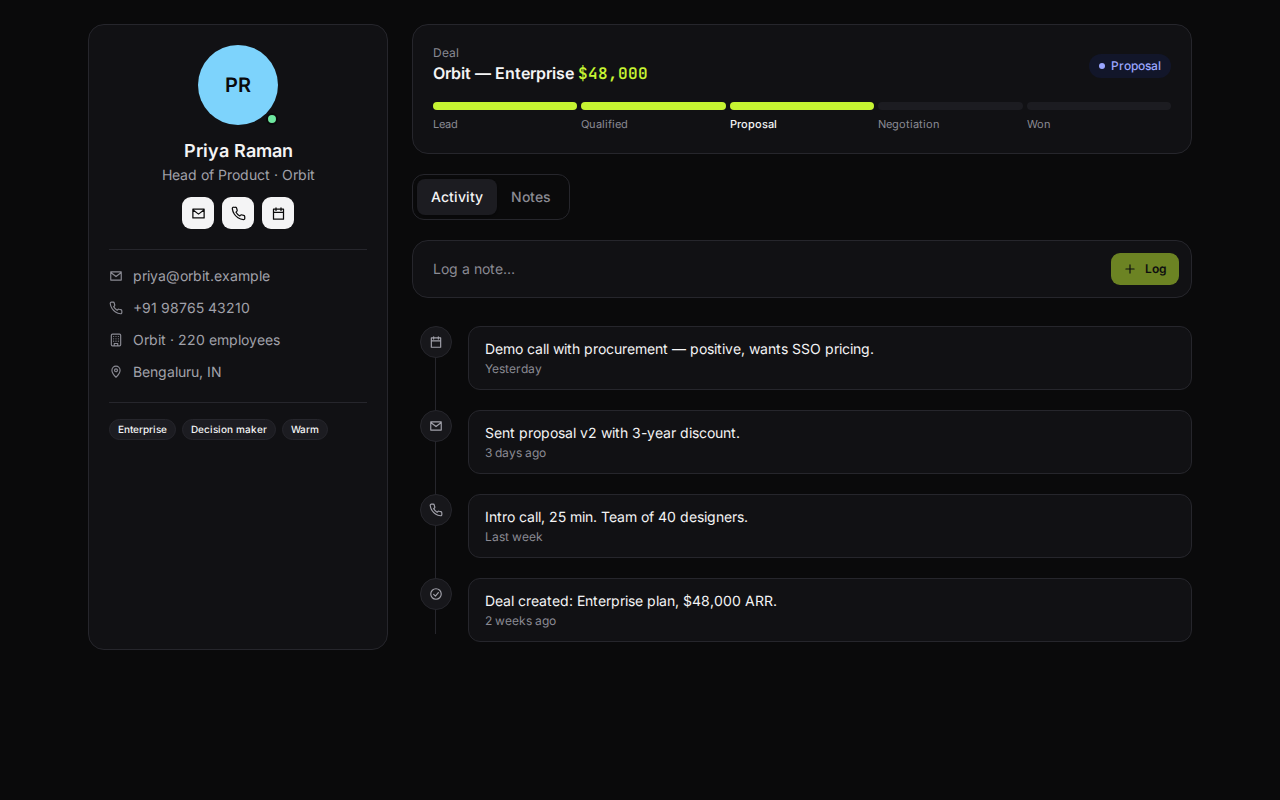 PR
Priya Raman
Head of Product · Orbit
priya@orbit.example
+91 98765 43210
Orbit · 220 employees
Bengaluru, IN
Enterprise Decision maker Warm
Deal
Orbit — Enterprise $48,000
Proposal
Lead Qualified Proposal Negotiation Won
Activity Notes
Log a note...
+ Log
Demo call with procurement — positive, wants SSO pricing.
Yesterday
Sent proposal v2 with 3-year discount.
3 days ago
Intro call, 25 min. Team of 40 designers.
Last week
Deal created: Enterprise plan, $48,000 ARR.
2 weeks ago